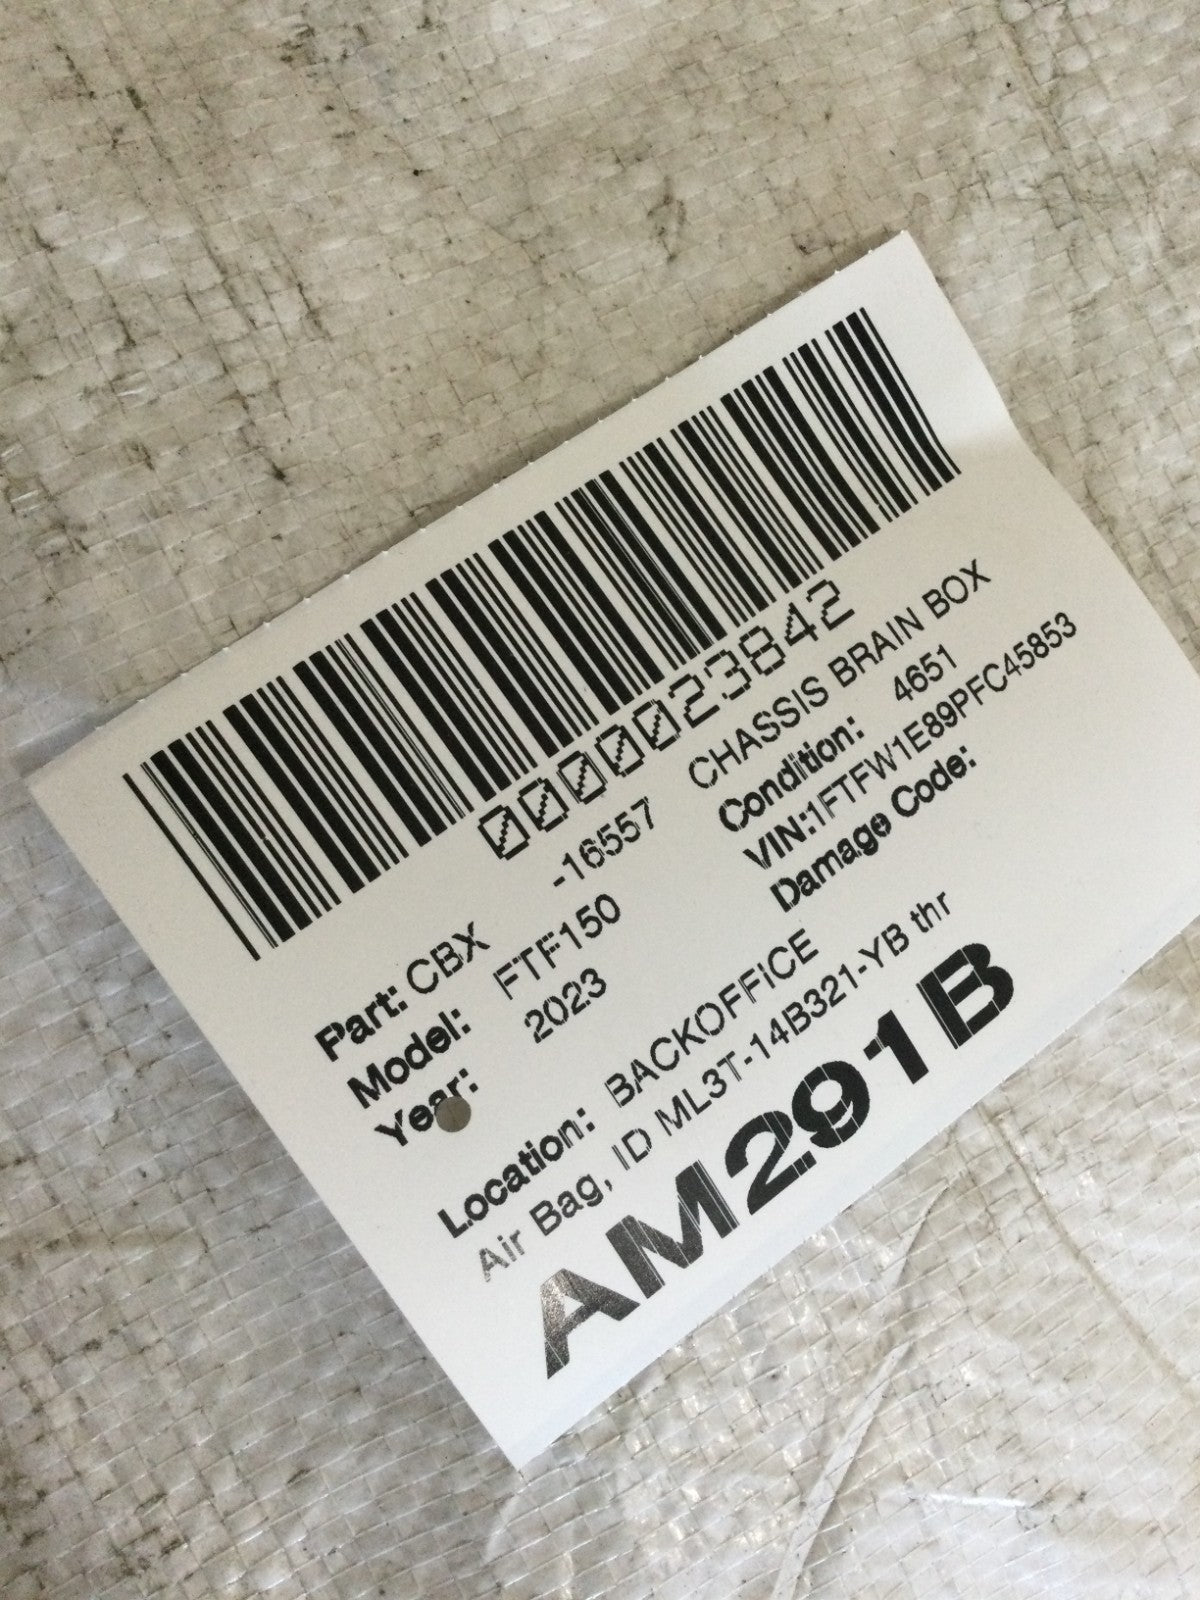 0000023842
Part: CBX -16557 CHASSIS BRAIN BOX
Model: FTF150 Condition: 4651
Year: 2023 VIN:1FTFW1E89PFC45853
Damage Code:
Location: BACKOFFICE
Air Bag, ID ML3T-14B321-YB thr
AM291B